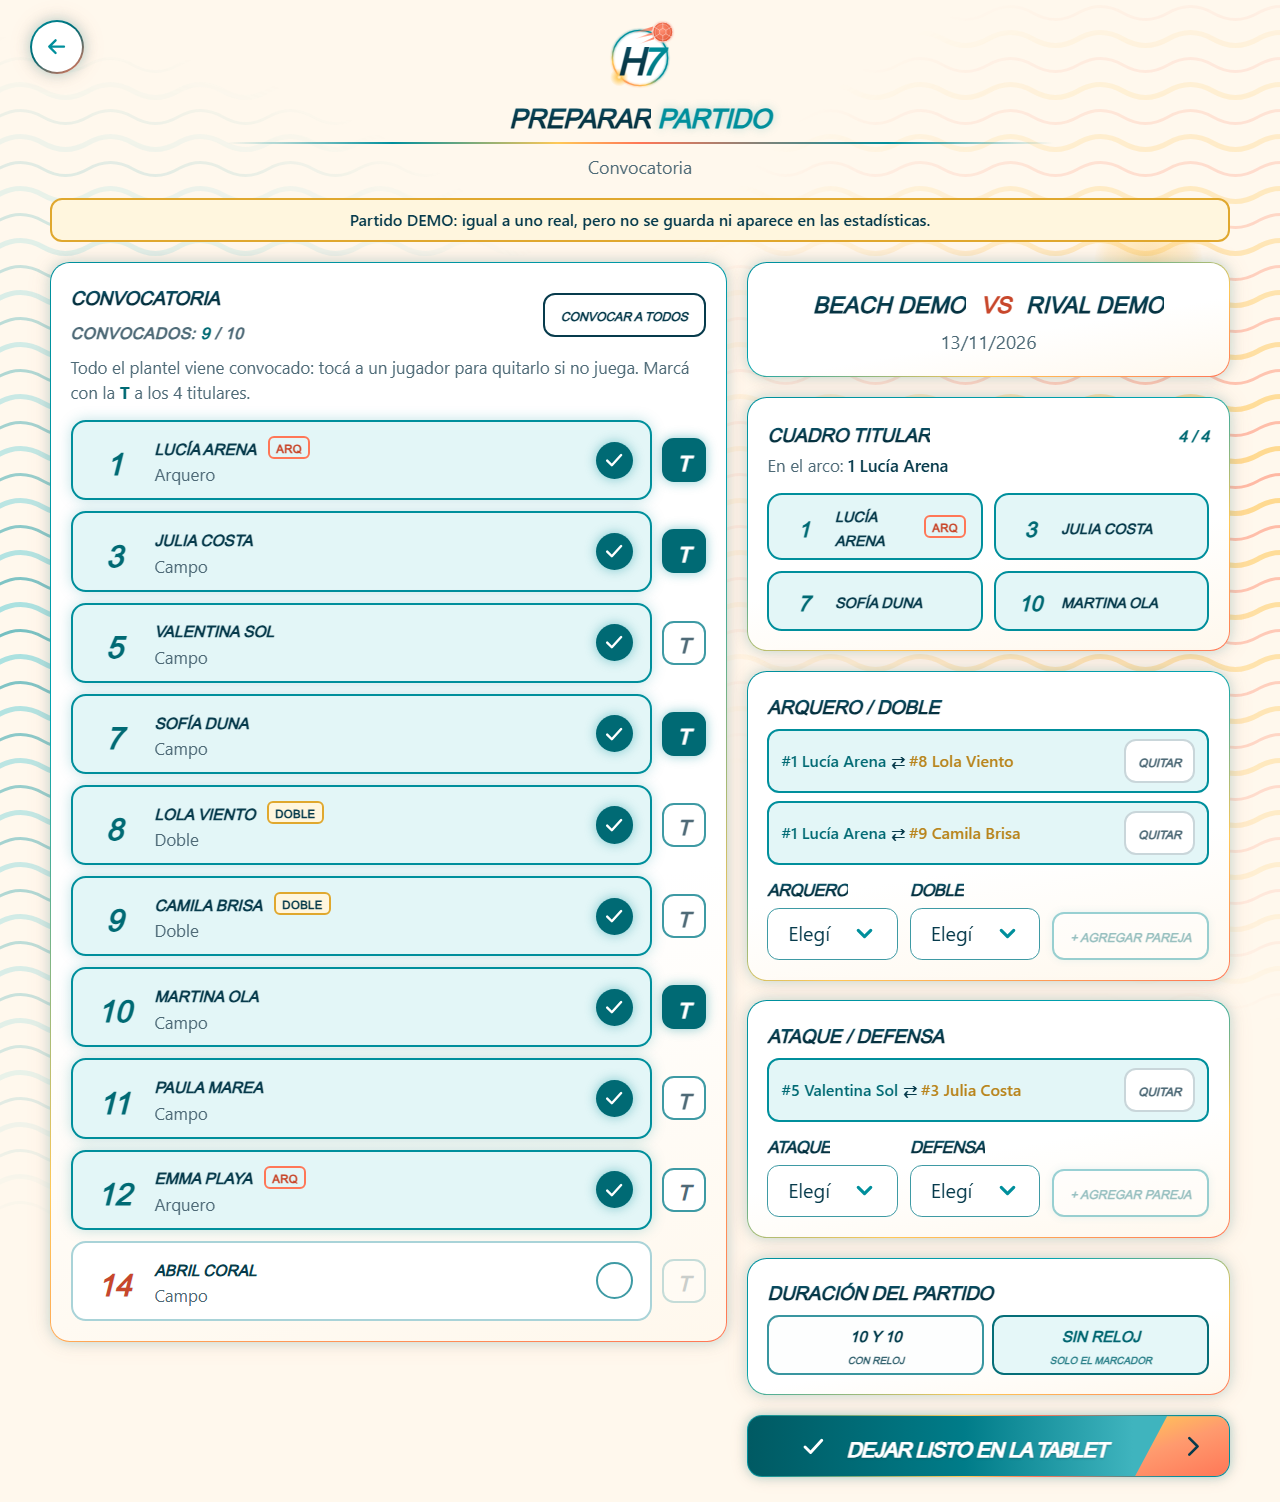 H7
PREPARAR PARTIDO
Convocatoria
Partido DEMO: igual a uno real, pero no se guarda ni aparece en las estadísticas.
CONVOCATORIA
CONVOCADOS: 9 / 10
CONVOCAR A TODOS
Todo el plantel viene convocado: tocá a un jugador para quitarlo si no juega. Marcá
con la T a los 4 titulares.
1 LUCÍA ARENA ARQ
Arquero
T
3 JULIA COSTA
Campo
T
5 VALENTINA SOL
Campo
T
7 SOFÍA DUNA
Campo
T
8 LOLA VIENTO DOBLE
Doble
T
9 CAMILA BRISA DOBLE
Doble
T
10 MARTINA OLA
Campo
T
11 PAULA MAREA
Campo
T
12 EMMA PLAYA ARQ
Arquero
T
14 ABRIL CORAL
Campo
T
BEACH DEMO VS RIVAL DEMO
13/11/2026
CUADRO TITULAR 4 / 4
En el arco: 1 Lucía Arena
1 LUCÍA
ARENA ARQ
3 JULIA COSTA
7 SOFÍA DUNA
10 MARTINA OLA
ARQUERO / DOBLE
#1 Lucía Arena ⇄ #8 Lola Viento QUITAR
#1 Lucía Arena ⇄ #9 Camila Brisa QUITAR
ARQUERO DOBLE
Elegí Elegí + AGREGAR PAREJA
ATAQUE / DEFENSA
#5 Valentina Sol ⇄ #3 Julia Costa QUITAR
ATAQUE DEFENSA
Elegí Elegí + AGREGAR PAREJA
DURACIÓN DEL PARTIDO
10 Y 10
CON RELOJ
SIN RELOJ
SOLO EL MARCADOR
DEJAR LISTO EN LA TABLET